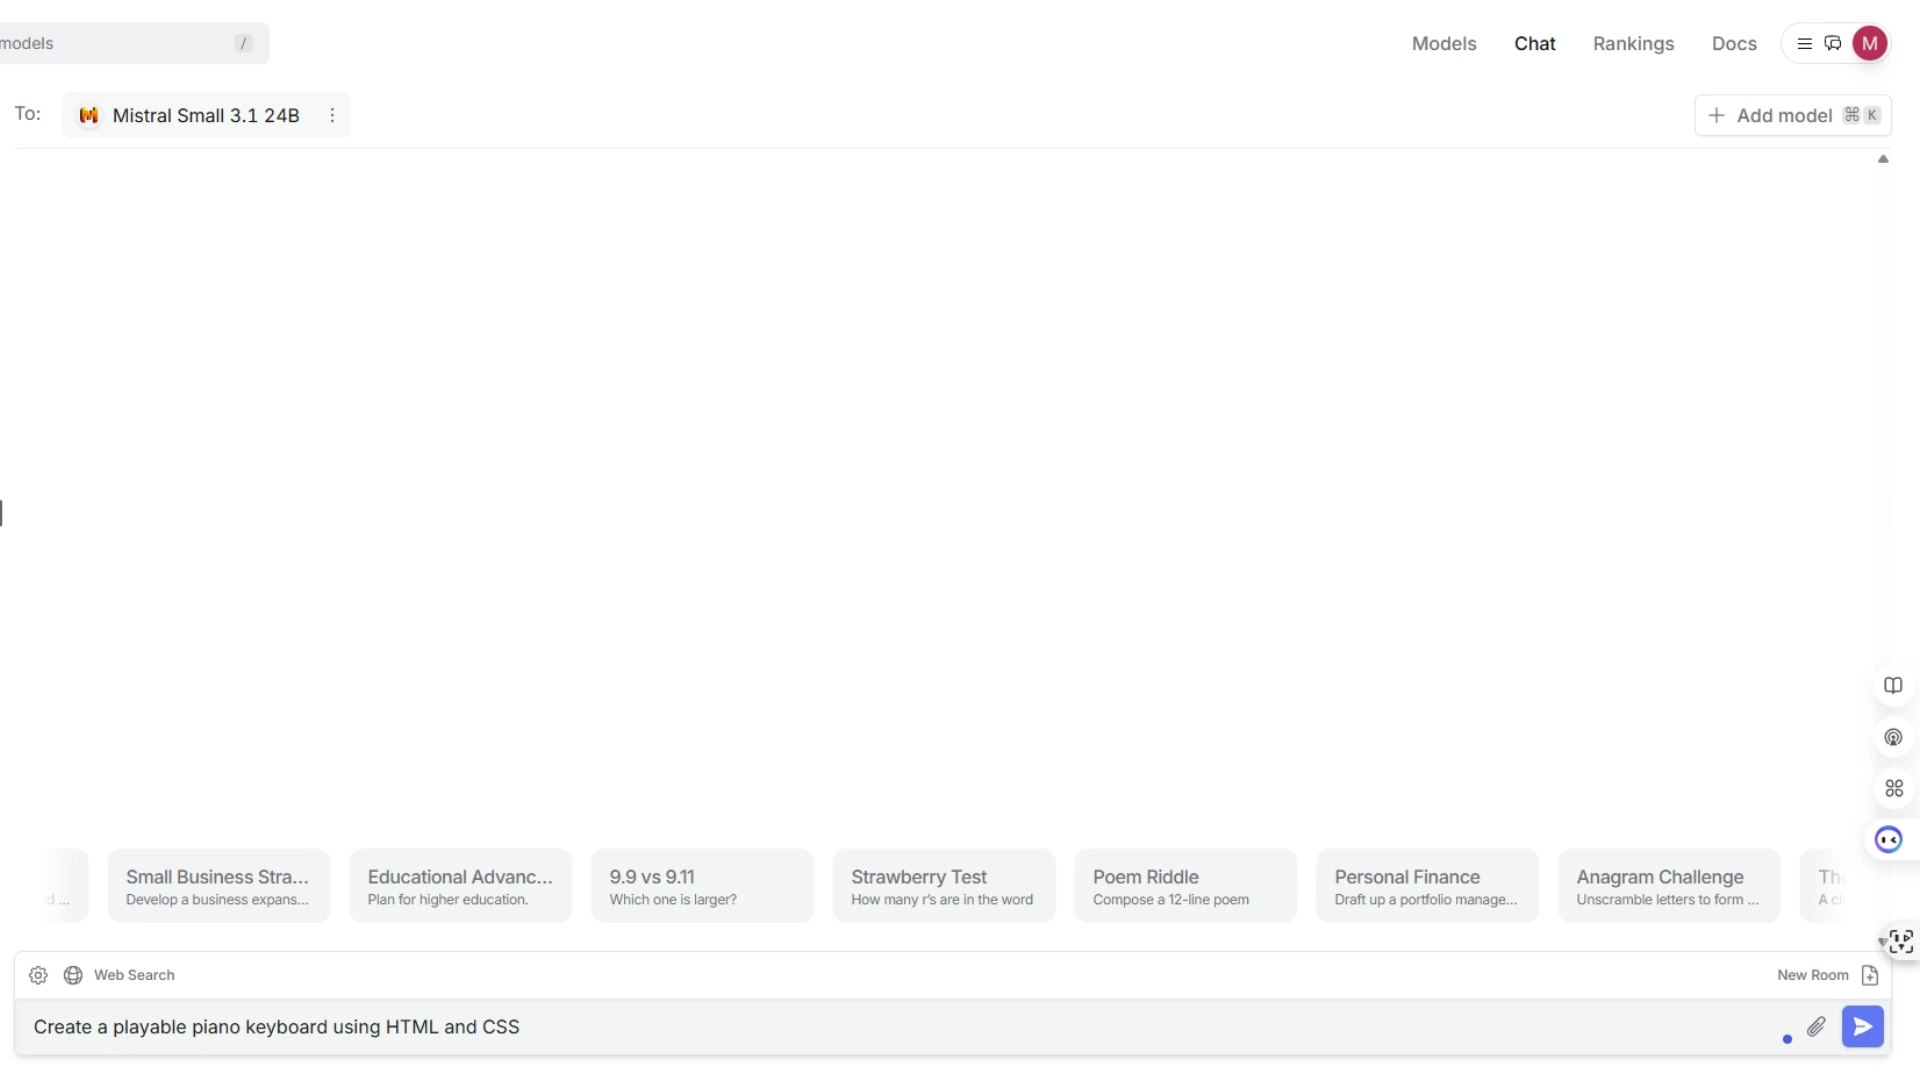 models
/
Models
Chat
Rankings
Docs
M
To:
Mistral Small 3.1 24B
Add model ⌘ K
Small Business Stra...
Develop a business expans...
Educational Advanc...
Plan for higher education.
9.9 vs 9.11
Which one is larger?
Strawberry Test
How many r's are in the word
Poem Riddle
Compose a 12-line poem
Personal Finance
Draft up a portfolio manage...
Anagram Challenge
Unscramble letters to form ...
Web Search
New Room
Create a playable piano keyboard using HTML and CSS